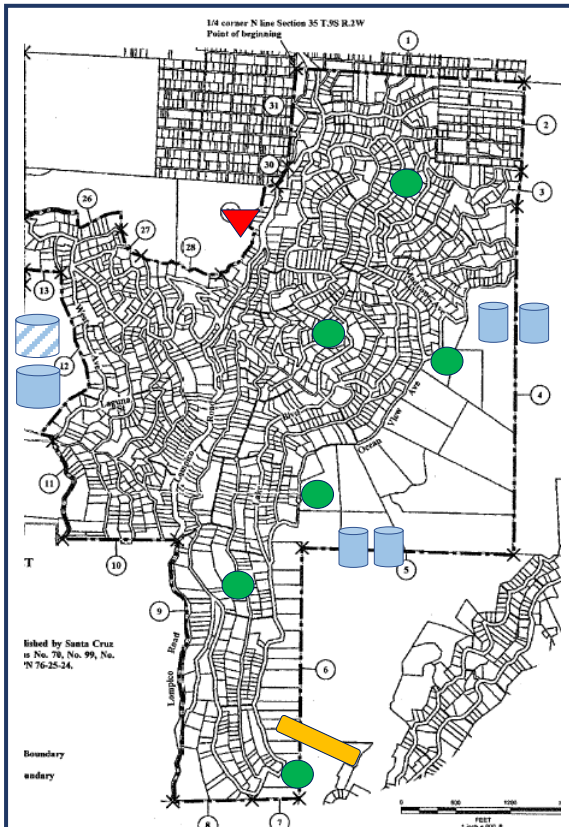 1/4 corner N line Section 35 T.9S R.2W
Point of beginning
1
31
2
30
3
26
27
28
13
12
4
Laguna
Ave
View
Ocean
11
10
5
T
9
lished by Santa Cruz
s No. 70, No. 99, No.
'N 76-25-24.
Lompico Road
6
Boundary
undary
8
7
0
600
1200
FEET